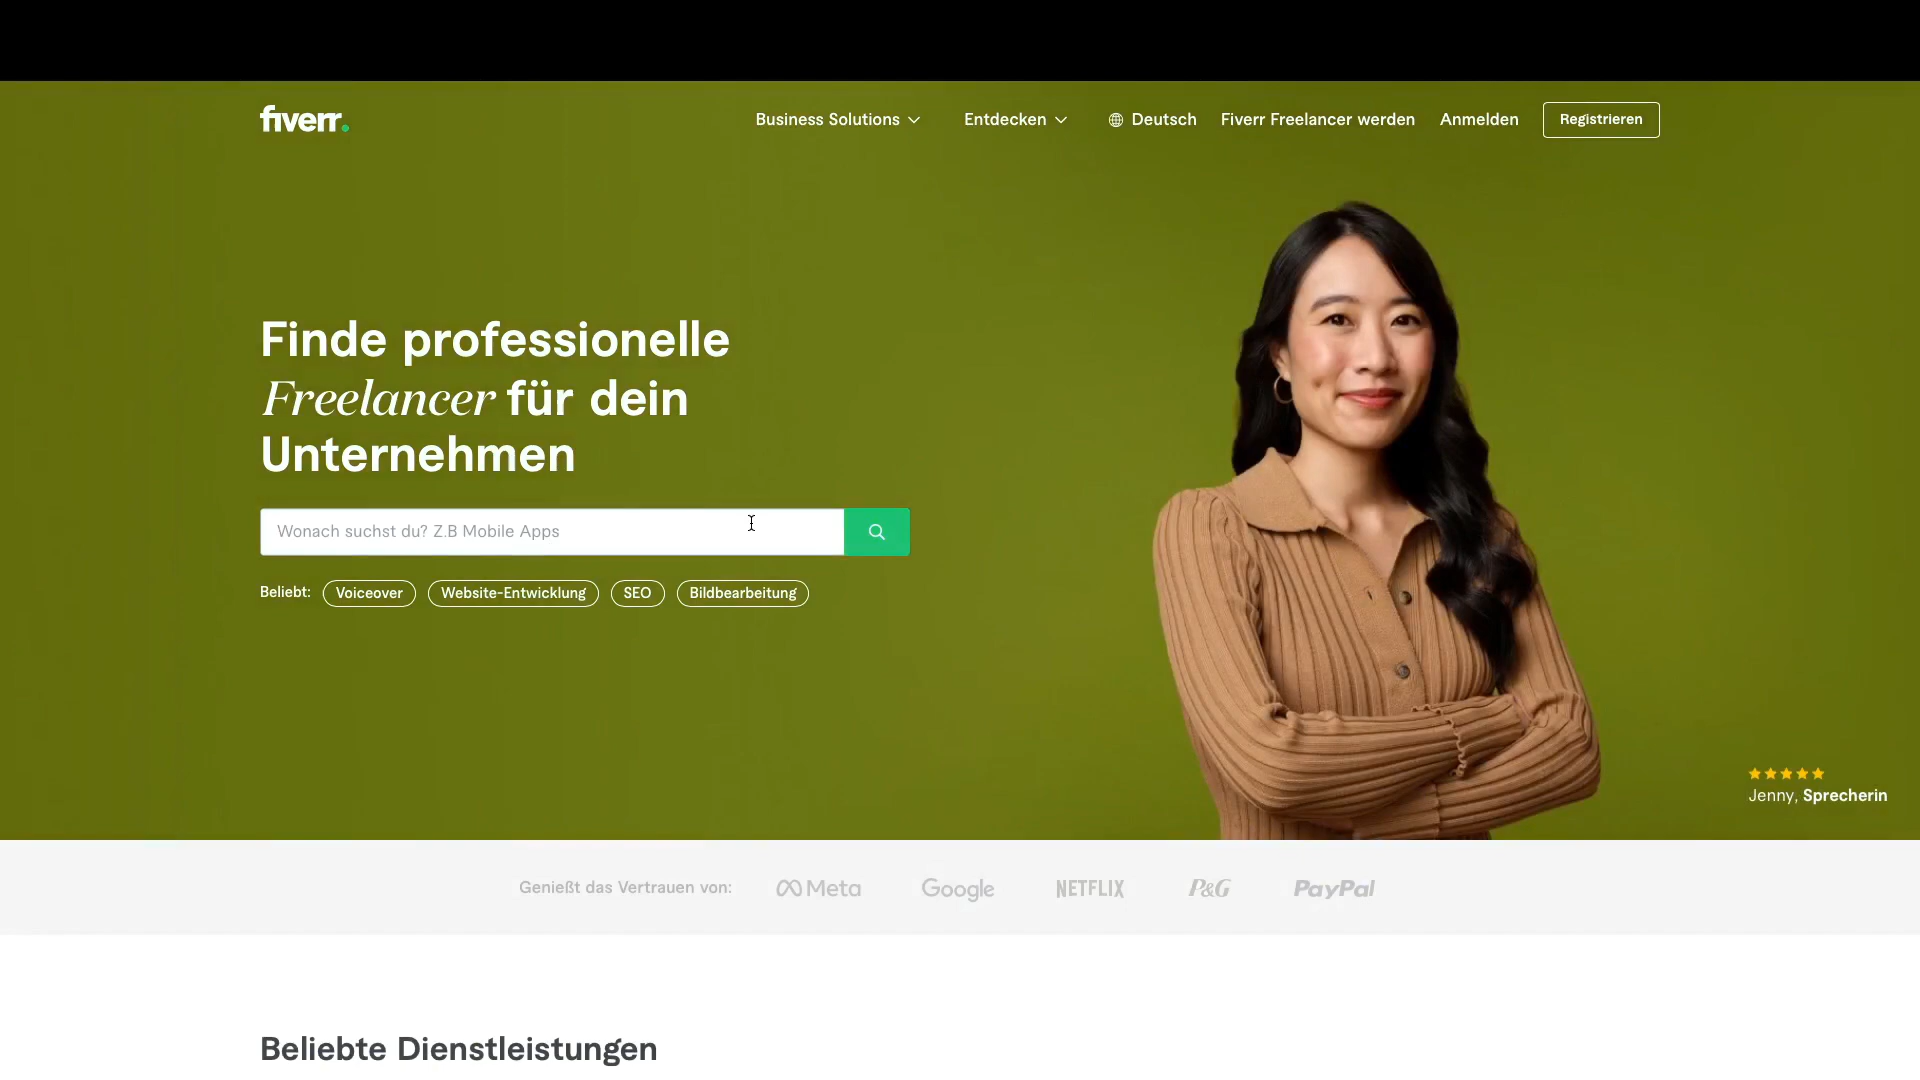 fiverr.
Business Solutions
Entdecken
Deutsch
Fiverr Freelancer werden
Anmelden
Registrieren
Finde professionelle
Freelancer für dein
Unternehmen
Wonach suchst du? Z.B Mobile Apps
Beliebt:
Voiceover
Website-Entwicklung
SEO
Bildbearbeitung
Jenny, Sprecherin
Genießt das Vertrauen von:
Meta
Google
NETFLIX
P&G
PayPal
Beliebte Dienstleistungen